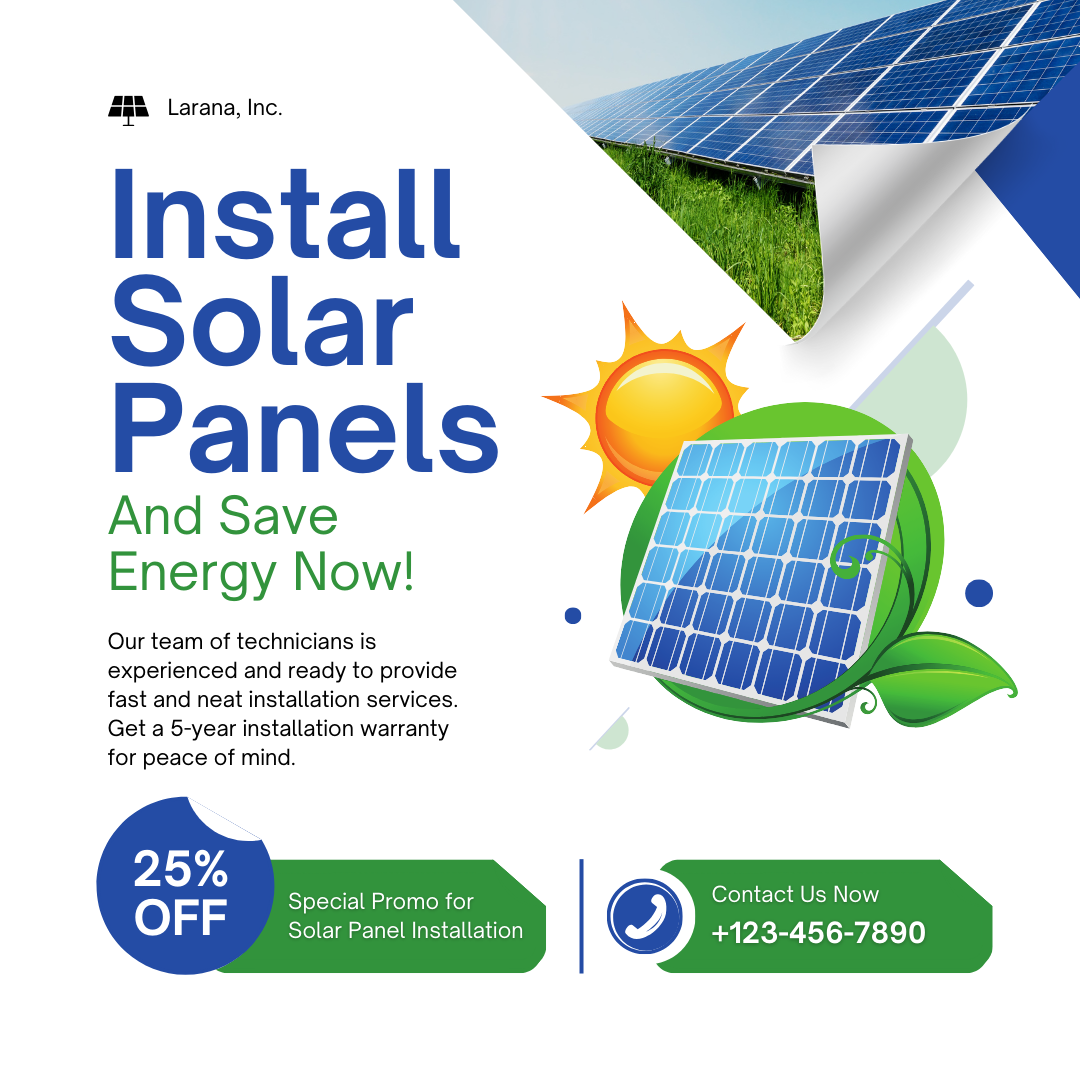 Larana, Inc.
Install
Solar
Panels
And Save
Energy Now!
Our team of technicians is
experienced and ready to provide
fast and neat installation services.
Get a 5-year installation warranty
for peace of mind.
25%
OFF
Special Promo for
Solar Panel Installation
Contact Us Now
+123-456-7890